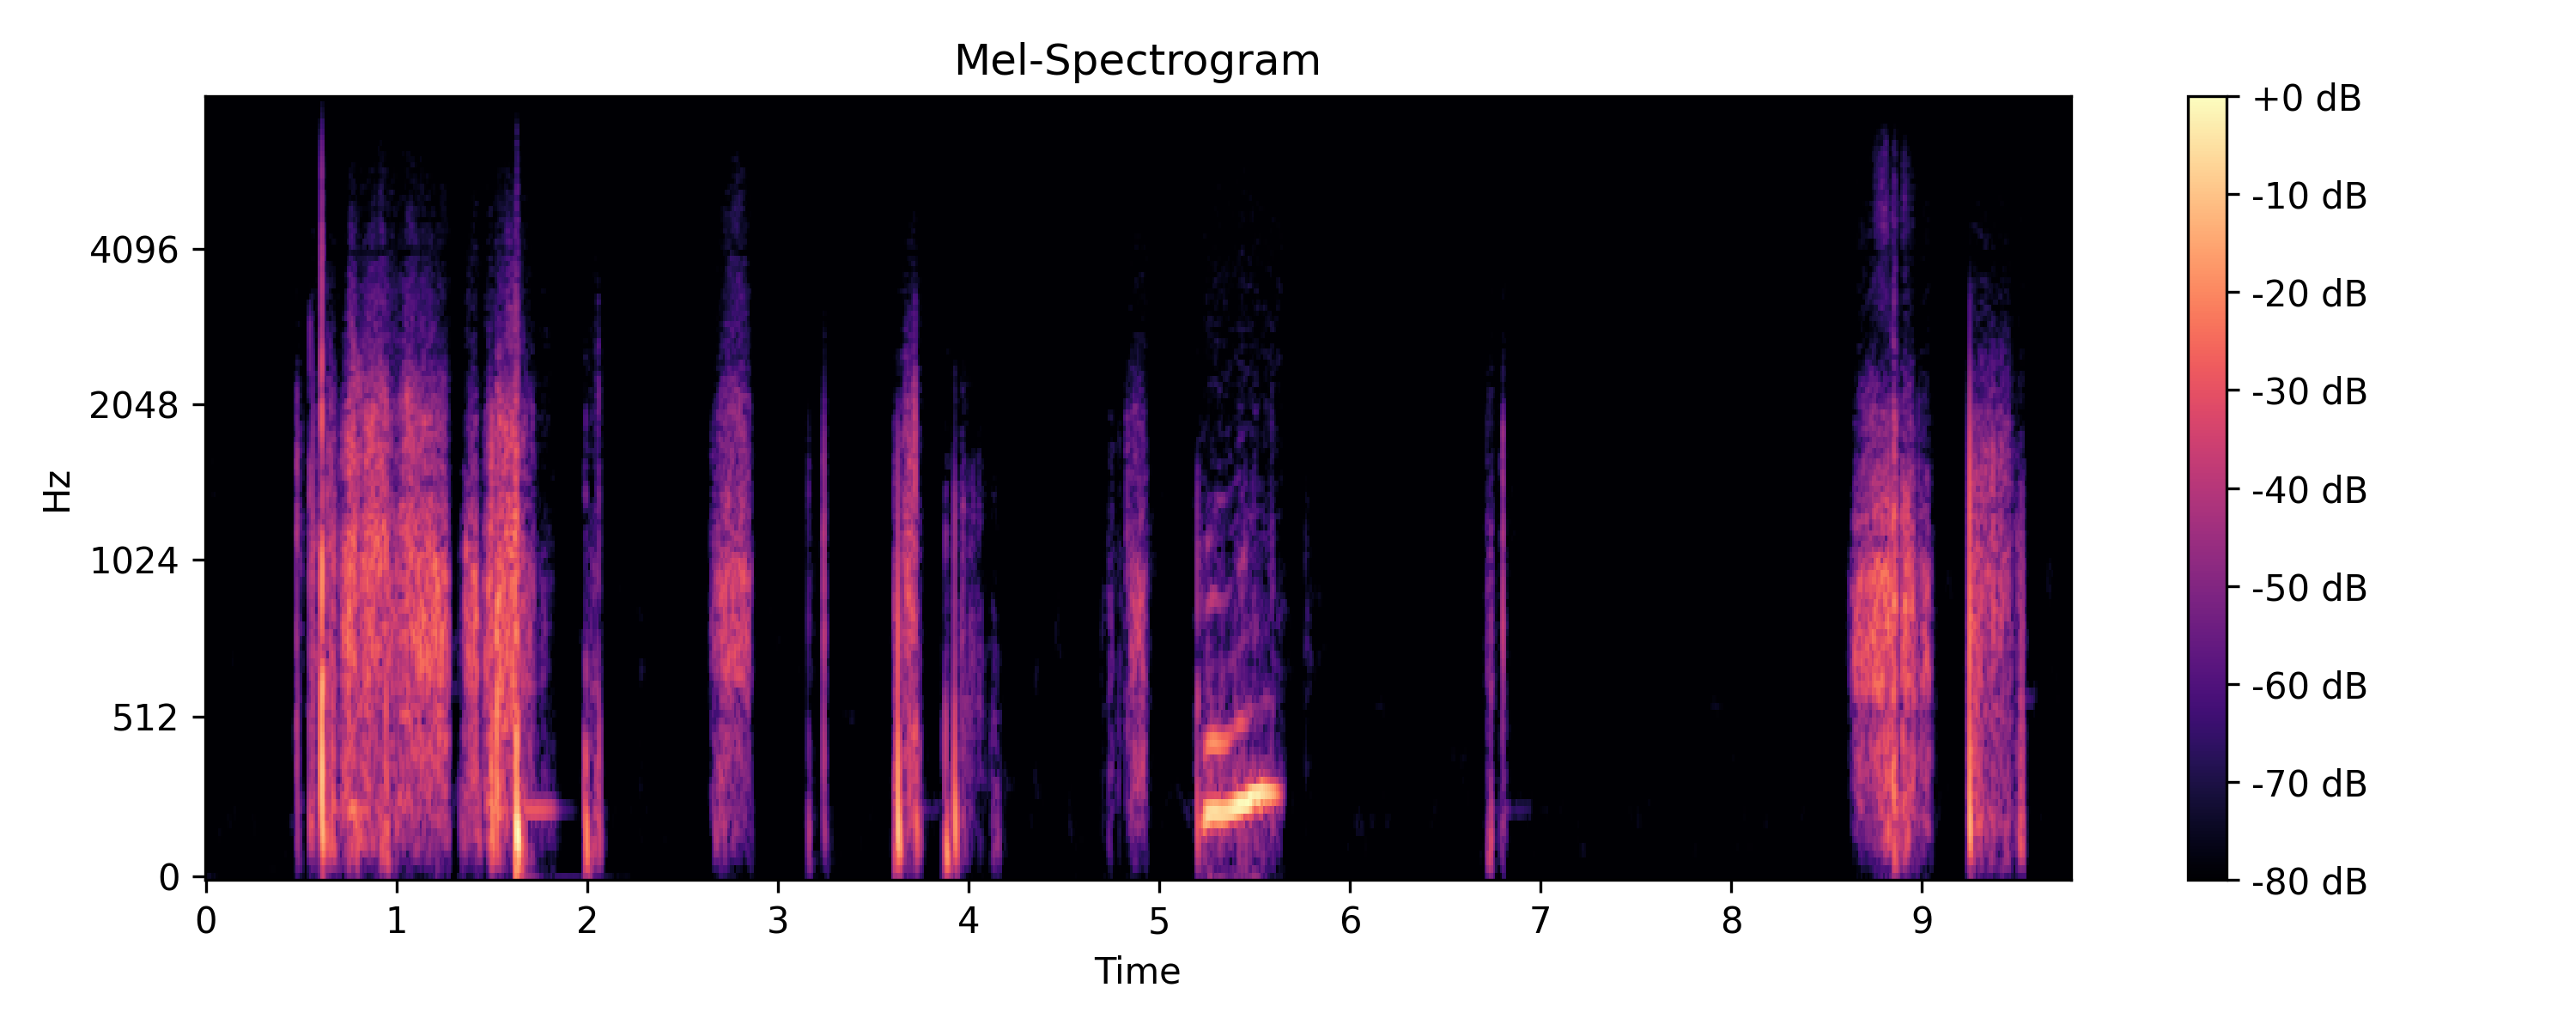 Mel-Spectrogram
+0 dB
-10 dB
-20 dB
-30 dB
-40 dB
-50 dB
-60 dB
-70 dB
-80 dB
Hz
4096
2048
1024
512
0
0 1 2 3 4 5 6 7 8 9
Time